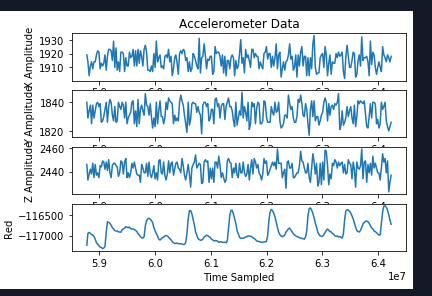 Accelerometer Data
X Amplitude
1930
1920
1910
Y Amplitude
1840
1820
Z Amplitude
2460
2440
Red
−116500
−117000
5.9 6.0 6.1 6.2 6.3 6.4
1e7
Time Sampled